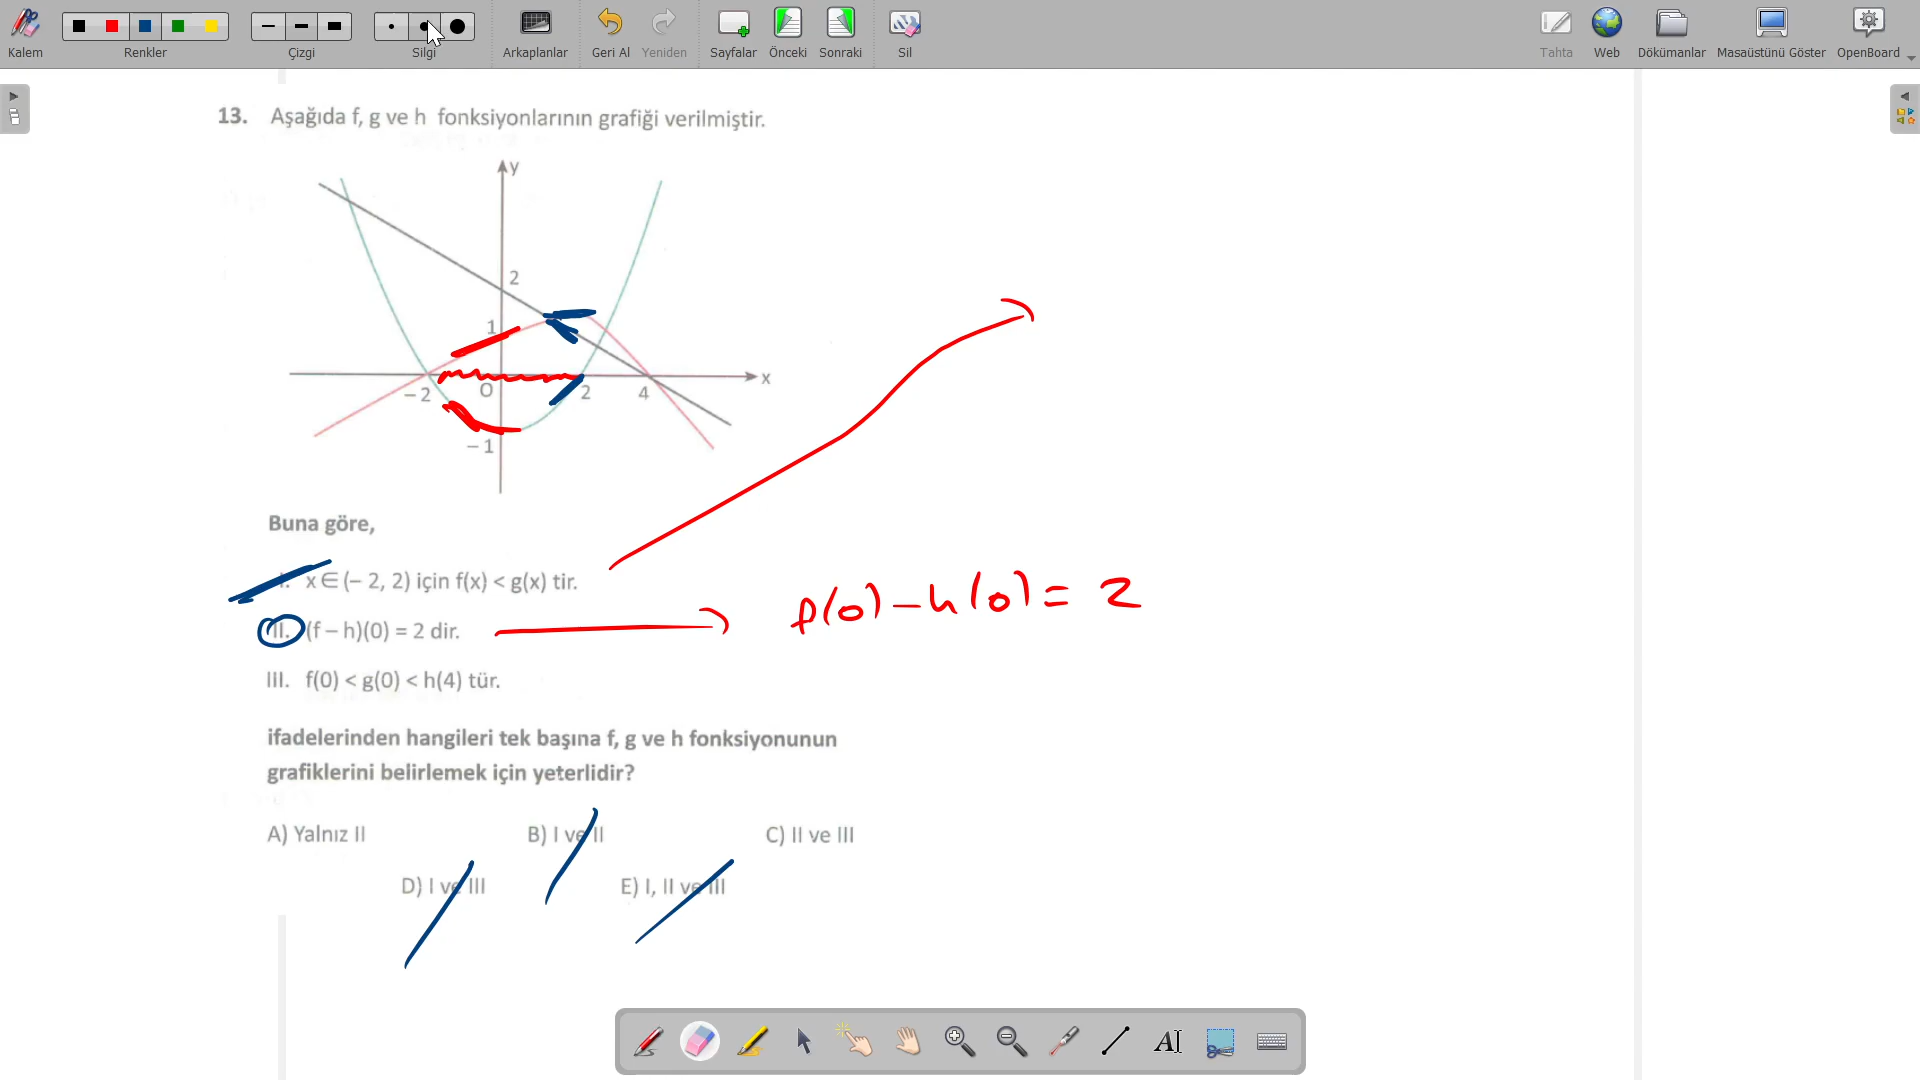 Kalem
Renkler
Çizgi
Silgi
Arkaplanlar
Geri Al
Yeniden
Sayfalar
Önceki
Sonraki
Sil
Tahta
Web
Dökümanlar
Masaüstünü Göster
OpenBoard
13. Aşağıda f, g ve h fonksiyonlarının grafiği verilmiştir.
y
2
1
x
−2
O
2
4
−1
Buna göre,
I. x ∈ (− 2, 2) için f(x) < g(x) tir.
f(0) − h(0) = 2
II. (f − h)(0) = 2 dir.
III. f(0) < g(0) < h(4) tür.
ifadelerinden hangileri tek başına f, g ve h fonksiyonunun
grafiklerini belirlemek için yeterlidir?
A) Yalnız II
B) I ve II
C) II ve III
D) I ve III
E) I, II ve III